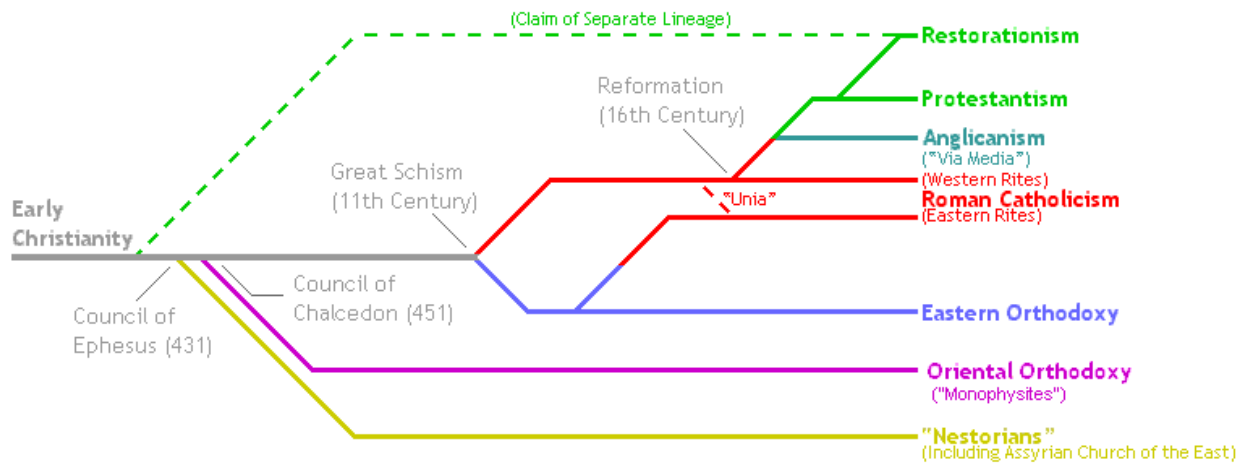 (Claim of Separate Lineage)
Restorationism
Reformation
(16th Century)
Protestantism
Anglicanism
("Via Media")
Great Schism
(11th Century)
(Western Rites)
"Unia"
Roman Catholicism
(Eastern Rites)
Early
Christianity
Council of
Chalcedon (451)
Council of
Ephesus (431)
Eastern Orthodoxy
Oriental Orthodoxy
("Monophysites")
"Nestorians"
(Including Assyrian Church of the East)